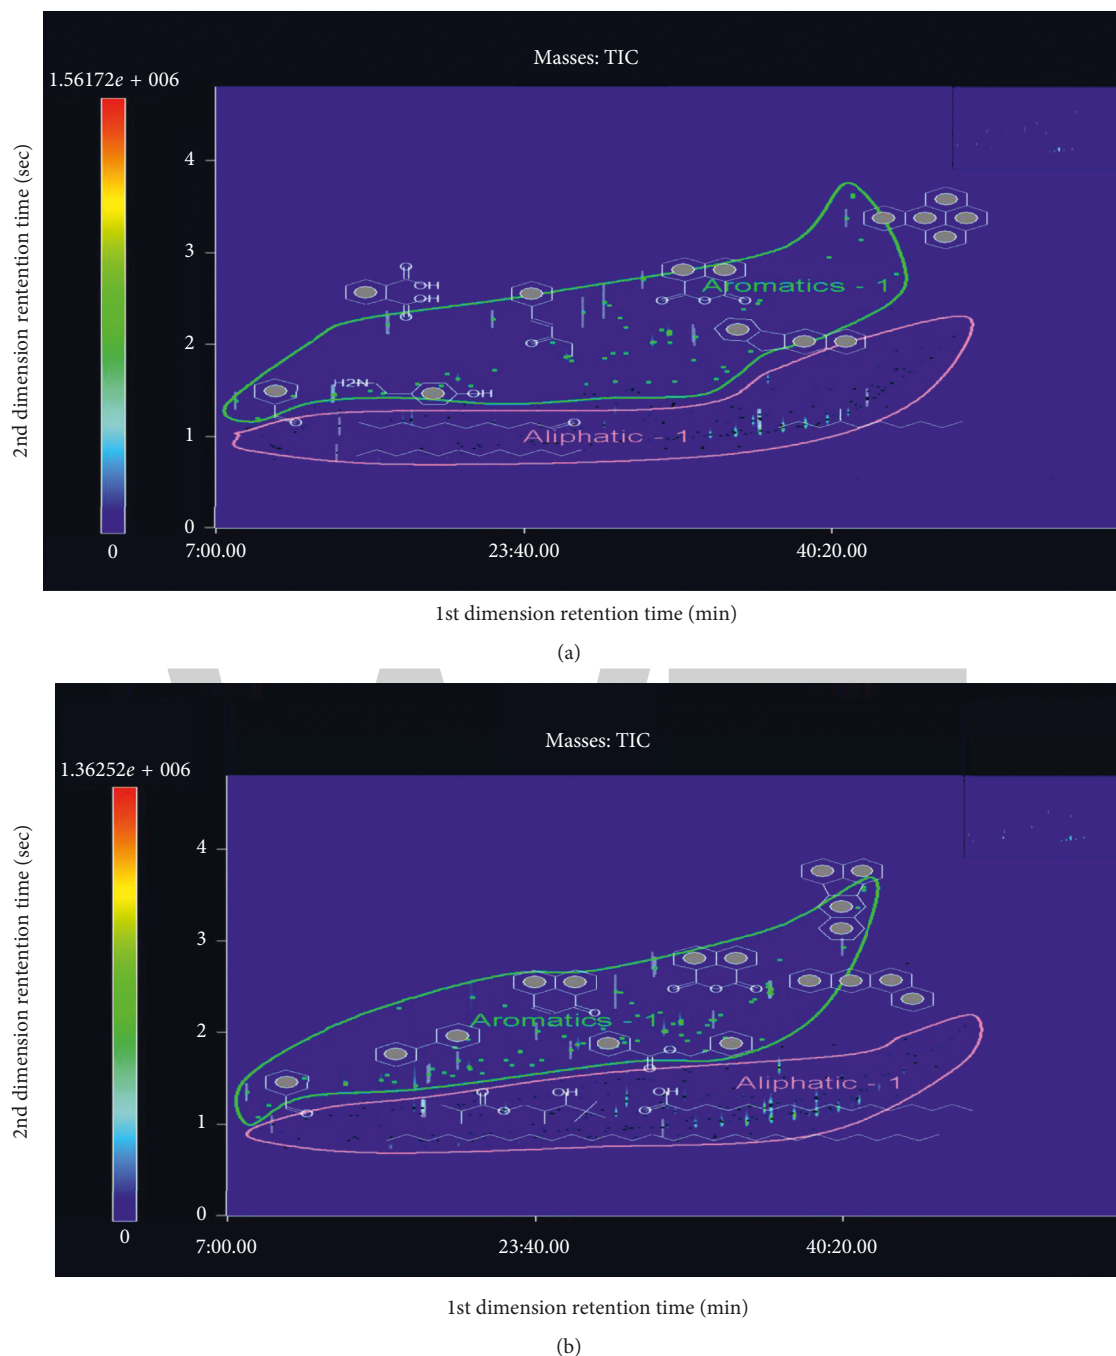 Masses: TIC
1.56172e + 006
0
2nd dimension rentention time (sec)
4
3
2
1
0
OH
OH
O
O
O
O
O
O
H2N
OH
O
O
Aromatics - 1
Aliphatic - 1
7:00.00
23:40.00
40:20.00
1st dimension retention time (min)
(a)
Masses: TIC
1.36252e + 006
0
2nd dimension rentention time (sec)
4
3
2
1
0
O
O
O
O
Aromatics - 1
O
O
O
O
O
OH
OH
O
Aliphatic - 1
7:00.00
23:40.00
40:20.00
1st dimension retention time (min)
(b)